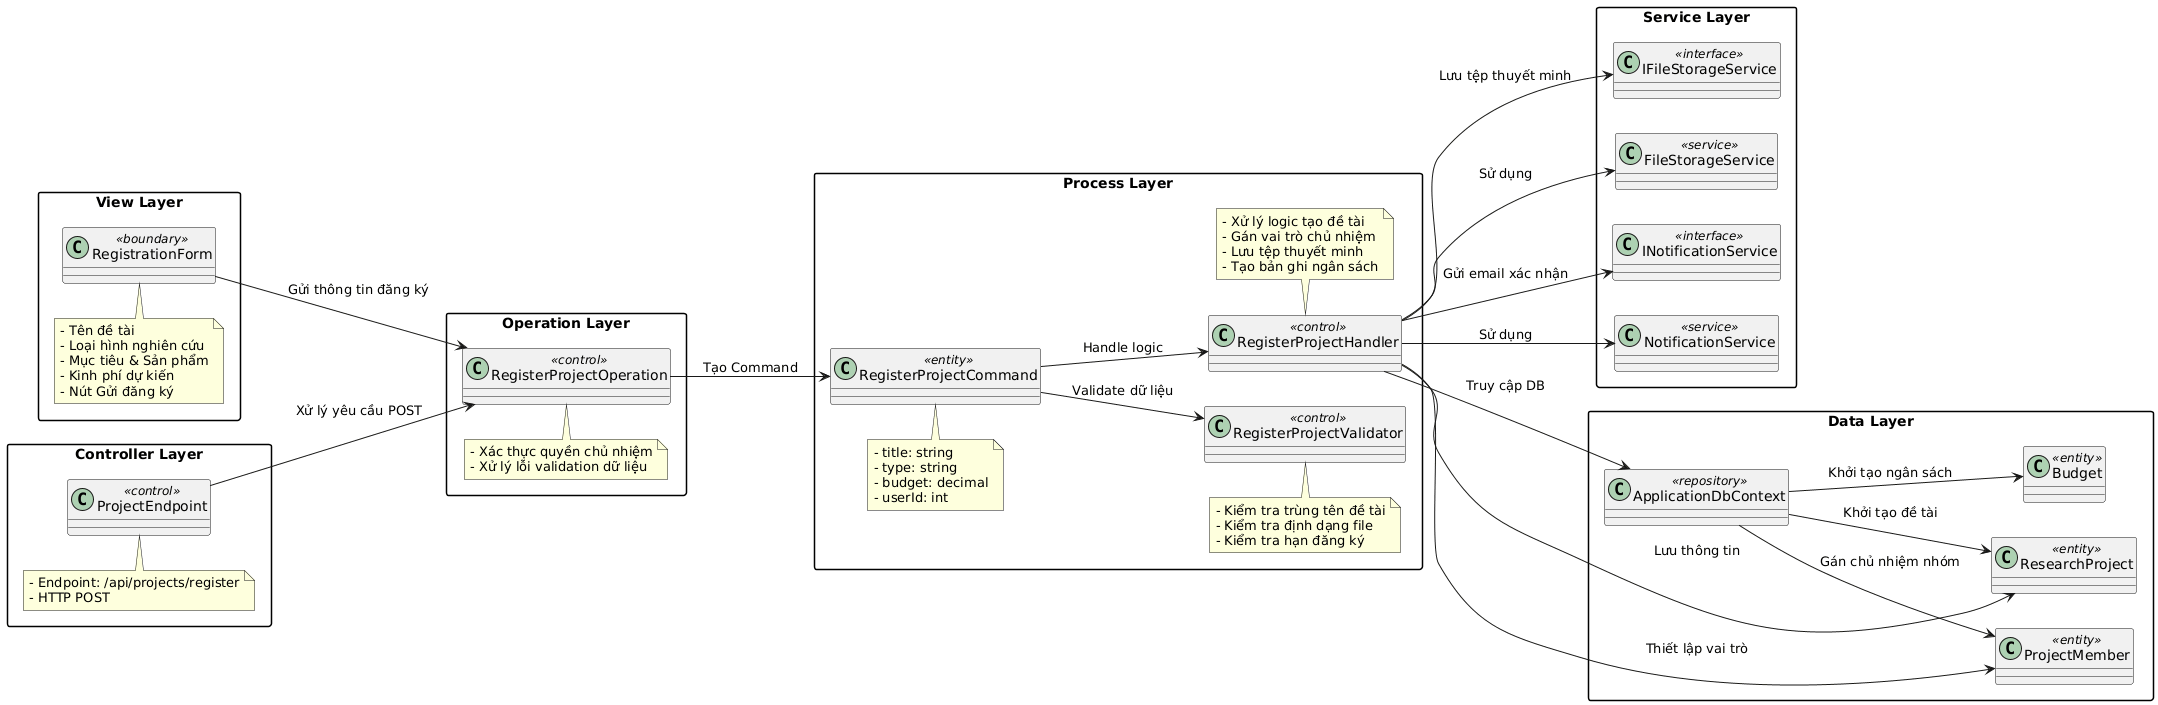 View Layer
C «boundary»
RegistrationForm
- Tên đề tài
- Loại hình nghiên cứu
- Mục tiêu & Sản phẩm
- Kinh phí dự kiến
- Nút Gửi đăng ký
Controller Layer
C «control»
ProjectEndpoint
- Endpoint: /api/projects/register
- HTTP POST
Gửi thông tin đăng ký
Xử lý yêu cầu POST
Operation Layer
C «control»
RegisterProjectOperation
- Xác thực quyền chủ nhiệm
- Xử lý lỗi validation dữ liệu
Tạo Command
Process Layer
C «entity»
RegisterProjectCommand
- title: string
- type: string
- budget: decimal
- userId: int
Handle logic
Validate dữ liệu
- Xử lý logic tạo đề tài
- Gán vai trò chủ nhiệm
- Lưu tệp thuyết minh
- Tạo bản ghi ngân sách
C «control»
RegisterProjectHandler
C «control»
RegisterProjectValidator
- Kiểm tra trùng tên đề tài
- Kiểm tra định dạng file
- Kiểm tra hạn đăng ký
Lưu tệp thuyết minh
Sử dụng
Gửi email xác nhận
Sử dụng
Truy cập DB
Lưu thông tin
Thiết lập vai trò
Service Layer
C «interface»
IFileStorageService
C «service»
FileStorageService
C «interface»
INotificationService
C «service»
NotificationService
Data Layer
C «repository»
ApplicationDbContext
Khởi tạo ngân sách
Khởi tạo đề tài
Gán chủ nhiệm nhóm
C «entity»
Budget
C «entity»
ResearchProject
C «entity»
ProjectMember